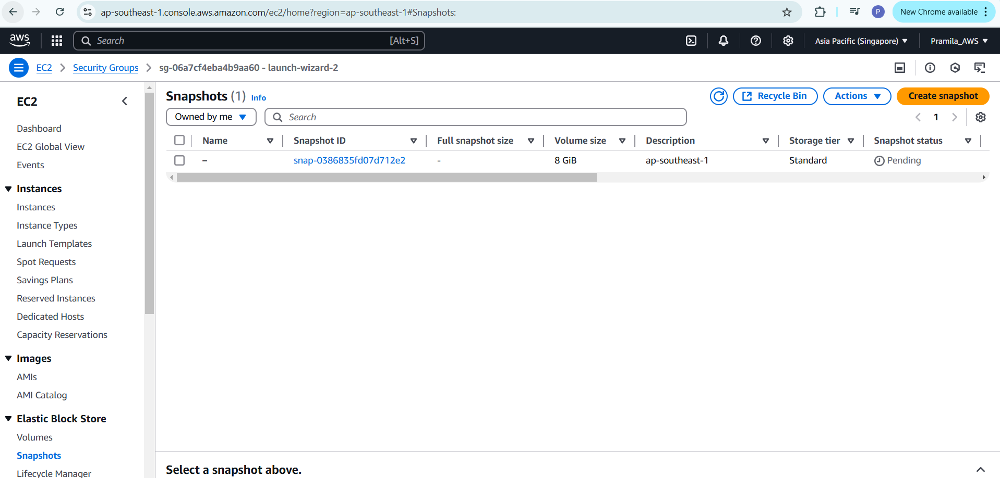 ap-southeast-1.console.aws.amazon.com/ec2/home?region=ap-southeast-1#Snapshots:
P
New Chrome available
aws
Search
[Alt+S]
Asia Pacific (Singapore)
Pramila_AWS
EC2
Security Groups
sg-06a7cf4eba4b9aa60 - launch-wizard-2
EC2
Dashboard
EC2 Global View
Events
Instances
Instances
Instance Types
Launch Templates
Spot Requests
Savings Plans
Reserved Instances
Dedicated Hosts
Capacity Reservations
Images
AMIs
AMI Catalog
Elastic Block Store
Volumes
Snapshots
Lifecycle Manager
Snapshots (1) Info
Recycle Bin
Actions
Create snapshot
Owned by me
Search
1
Name Snapshot ID Full snapshot size Volume size Description Storage tier Snapshot status
– snap-0386835fd07d712e2 - 8 GiB ap-southeast-1 Standard Pending
Select a snapshot above.